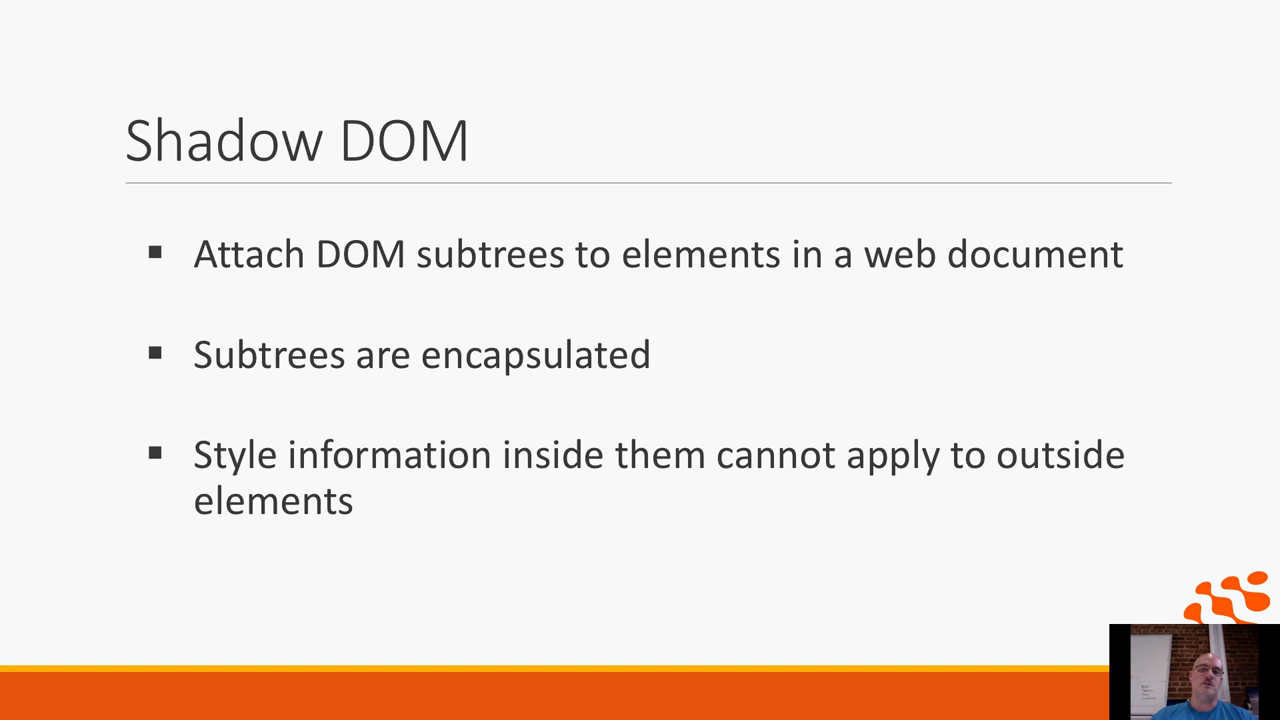 Shadow DOM
▪ Attach DOM subtrees to elements in a web document
▪ Subtrees are encapsulated
▪ Style information inside them cannot apply to outside
elements